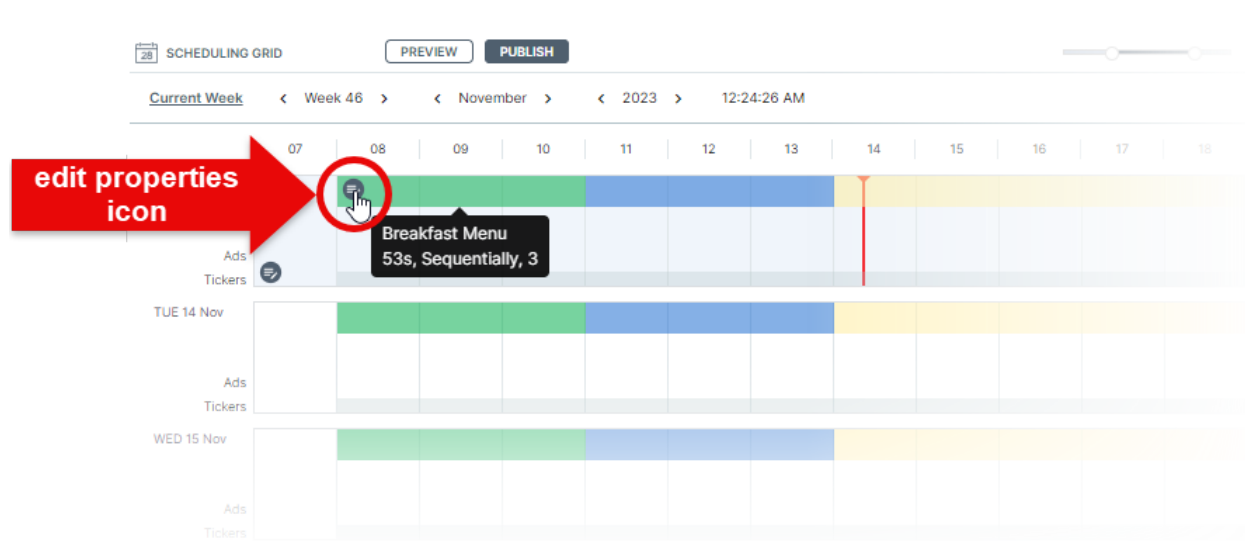 28 SCHEDULING GRID PREVIEW PUBLISH
Current Week < Week 46 > < November > < 2023 > 12:24:26 AM
07 08 09 10 11 12 13 14 15 16 17 18
edit properties
icon
Breakfast Menu
53s, Sequentially, 3
Ads
Tickers
TUE 14 Nov
Ads
Tickers
WED 15 Nov
Ads
Tickers